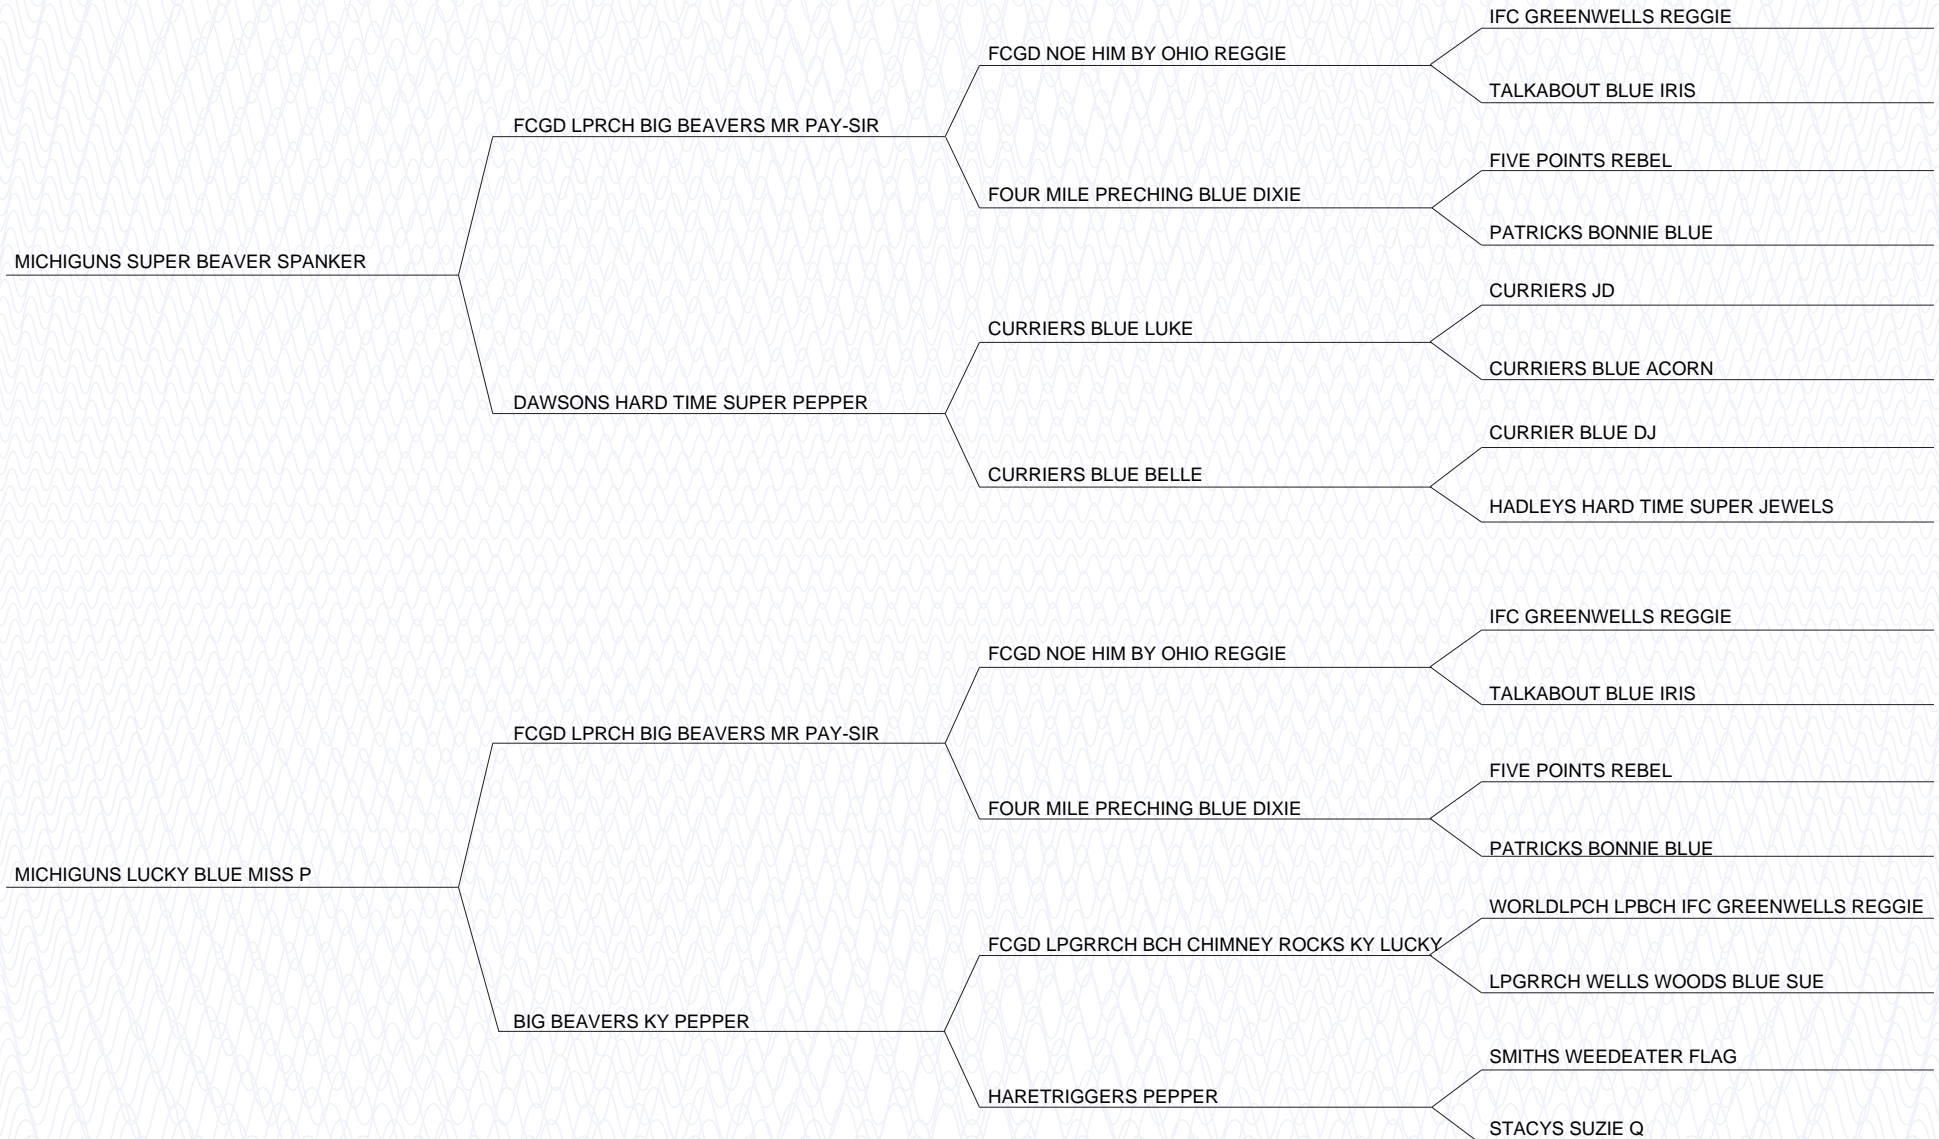 IFC GREENWELLS REGGIE
FCGD NOE HIM BY OHIO REGGIE
TALKABOUT BLUE IRIS
FCGD LPRCH BIG BEAVERS MR PAY-SIR
FIVE POINTS REBEL
FOUR MILE PRECHING BLUE DIXIE
PATRICKS BONNIE BLUE
MICHIGUNS SUPER BEAVER SPANKER
CURRIERS JD
CURRIERS BLUE LUKE
CURRIERS BLUE ACORN
DAWSONS HARD TIME SUPER PEPPER
CURRIER BLUE DJ
CURRIERS BLUE BELLE
HADLEYS HARD TIME SUPER JEWELS
IFC GREENWELLS REGGIE
FCGD NOE HIM BY OHIO REGGIE
TALKABOUT BLUE IRIS
FCGD LPRCH BIG BEAVERS MR PAY-SIR
FIVE POINTS REBEL
FOUR MILE PRECHING BLUE DIXIE
PATRICKS BONNIE BLUE
MICHIGUNS LUCKY BLUE MISS P
WORLDLPCH LPBCH IFC GREENWELLS REGGIE
FCGD LPGRRCH BCH CHIMNEY ROCKS KY LUCKY
LPGRRCH WELLS WOODS BLUE SUE
BIG BEAVERS KY PEPPER
SMITHS WEEDEATER FLAG
HARETRIGGERS PEPPER
STACYS SUZIE Q